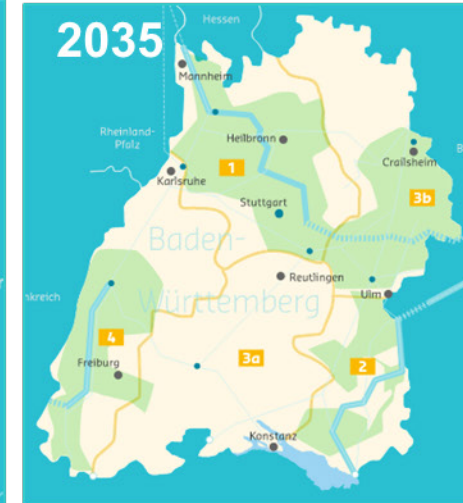 2035
Hessen
Mannheim
Rheinland-
Pfalz
Heilbronn
Crailsheim
1
Karlsruhe
3b
Stuttgart
Baden-
Württemberg
Reutlingen
Ulm
nkreich
4
3a
2
Freiburg
Konstanz